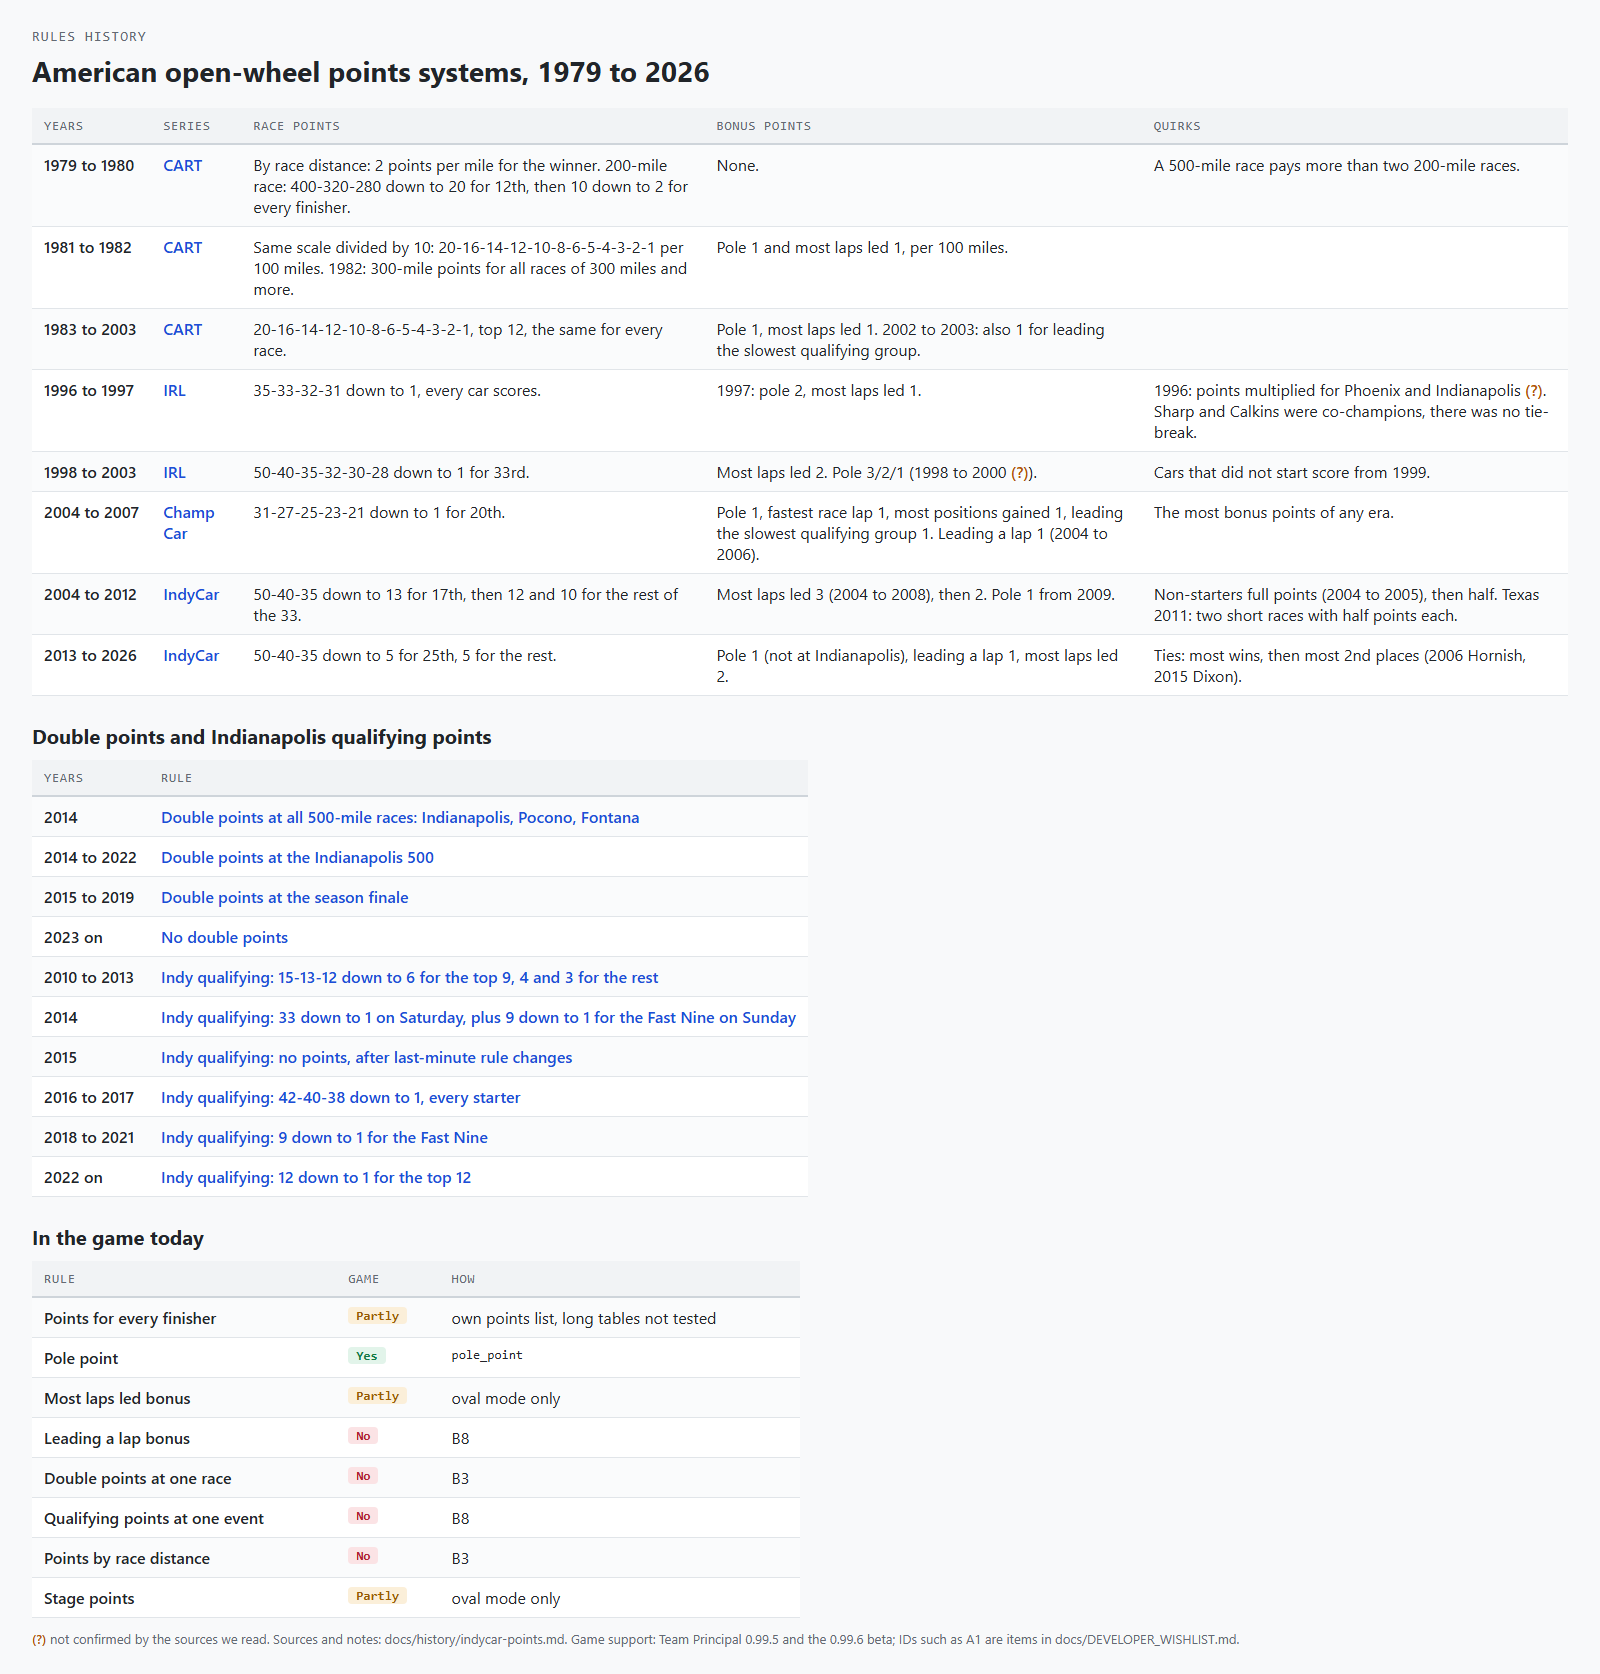 RULES HISTORY
American open-wheel points systems, 1979 to 2026
YEARS SERIES RACE POINTS BONUS POINTS QUIRKS
1979 to 1980 CART By race distance: 2 points per mile for the winner. 200-mile None. A 500-mile race pays more than two 200-mile races.
race: 400-320-280 down to 20 for 12th, then 10 down to 2 for
every finisher.
1981 to 1982 CART Same scale divided by 10: 20-16-14-12-10-8-6-5-4-3-2-1 per Pole 1 and most laps led 1, per 100 miles.
100 miles. 1982: 300-mile points for all races of 300 miles and
more.
1983 to 2003 CART 20-16-14-12-10-8-6-5-4-3-2-1, top 12, the same for every Pole 1, most laps led 1. 2002 to 2003: also 1 for leading
race. the slowest qualifying group.
1996 to 1997 IRL 35-33-32-31 down to 1, every car scores. 1997: pole 2, most laps led 1. 1996: points multiplied for Phoenix and Indianapolis (?).
Sharp and Calkins were co-champions, there was no tie-
break.
1998 to 2003 IRL 50-40-35-32-30-28 down to 1 for 33rd. Most laps led 2. Pole 3/2/1 (1998 to 2000 (?)). Cars that did not start score from 1999.
2004 to 2007 Champ 31-27-25-23-21 down to 1 for 20th. Pole 1, fastest race lap 1, most positions gained 1, leading The most bonus points of any era.
Car the slowest qualifying group 1. Leading a lap 1 (2004 to
2006).
2004 to 2012 IndyCar 50-40-35 down to 13 for 17th, then 12 and 10 for the rest of Most laps led 3 (2004 to 2008), then 2. Pole 1 from 2009. Non-starters full points (2004 to 2005), then half. Texas
the 33. 2011: two short races with half points each.
2013 to 2026 IndyCar 50-40-35 down to 5 for 25th, 5 for the rest. Pole 1 (not at Indianapolis), leading a lap 1, most laps led Ties: most wins, then most 2nd places (2006 Hornish,
2. 2015 Dixon).
Double points and Indianapolis qualifying points
YEARS RULE
2014 Double points at all 500-mile races: Indianapolis, Pocono, Fontana
2014 to 2022 Double points at the Indianapolis 500
2015 to 2019 Double points at the season finale
2023 on No double points
2010 to 2013 Indy qualifying: 15-13-12 down to 6 for the top 9, 4 and 3 for the rest
2014 Indy qualifying: 33 down to 1 on Saturday, plus 9 down to 1 for the Fast Nine on Sunday
2015 Indy qualifying: no points, after last-minute rule changes
2016 to 2017 Indy qualifying: 42-40-38 down to 1, every starter
2018 to 2021 Indy qualifying: 9 down to 1 for the Fast Nine
2022 on Indy qualifying: 12 down to 1 for the top 12
In the game today
RULE GAME HOW
Points for every finisher Partly own points list, long tables not tested
Pole point Yes pole_point
Most laps led bonus Partly oval mode only
Leading a lap bonus No B8
Double points at one race No B3
Qualifying points at one event No B8
Points by race distance No B3
Stage points Partly oval mode only
(?) not confirmed by the sources we read. Sources and notes: docs/history/indycar-points.md. Game support: Team Principal 0.99.5 and the 0.99.6 beta; IDs such as A1 are items in docs/DEVELOPER_WISHLIST.md.